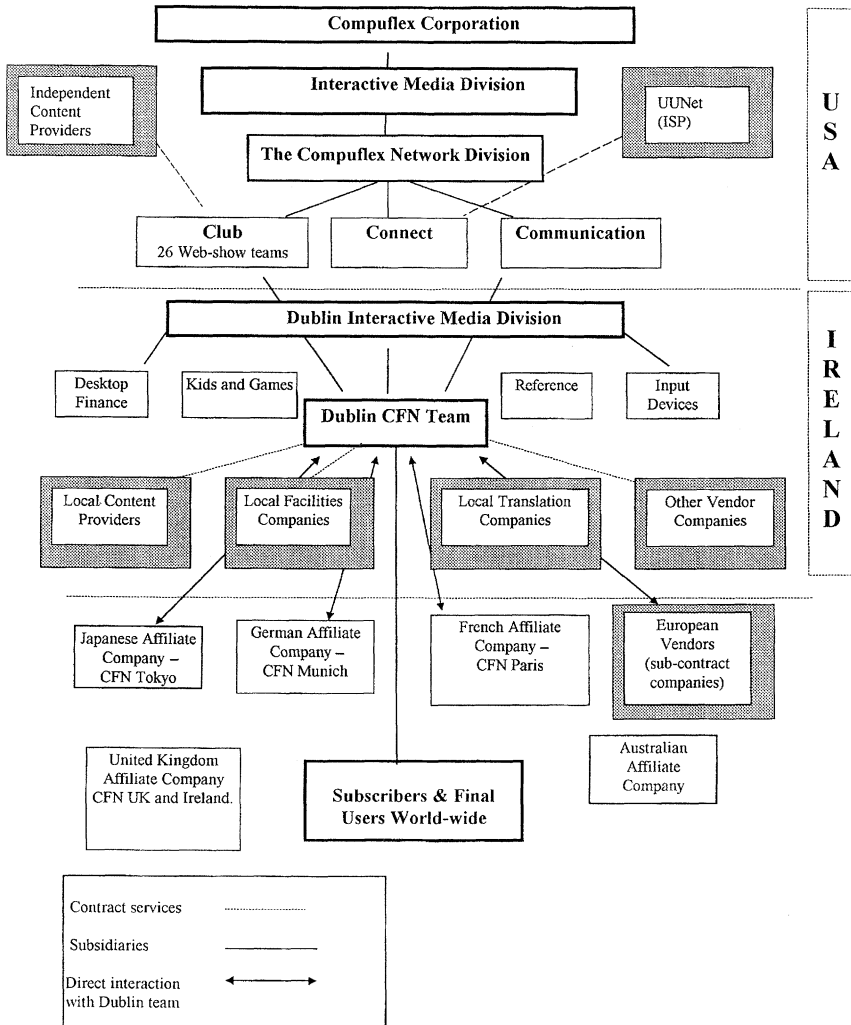 Compuflex Corporation
Interactive Media Division
Independent
Content
Providers
UUNet
(ISP)
The Compuflex Network Division
Club
26 Web-show teams
Connect
Communication
U
S
A
Dublin Interactive Media Division
Desktop
Finance
Kids and Games
Reference
Input
Devices
Dublin CFN Team
Local Content
Providers
Local Facilities
Companies
Local Translation
Companies
Other Vendor
Companies
I
R
E
L
A
N
D
Japanese Affiliate
Company –
CFN Tokyo
German Affiliate
Company –
CFN Munich
French Affiliate
Company –
CFN Paris
European
Vendors
(sub-contract
companies)
United Kingdom
Affiliate Company
CFN UK and Ireland.
Subscribers & Final
Users World-wide
Australian
Affiliate
Company
Contract services
Subsidiaries
Direct interaction
with Dublin team